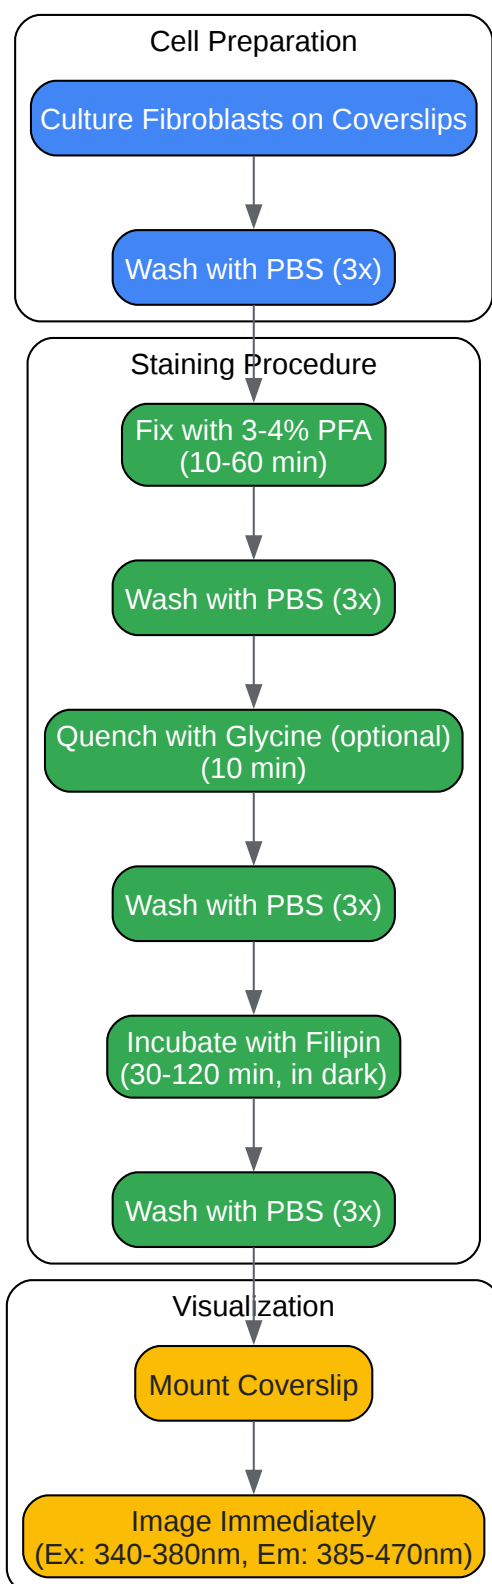 Cell Preparation
Culture Fibroblasts on Coverslips
Wash with PBS (3x)
Staining Procedure
Fix with 3-4% PFA
(10-60 min)
Wash with PBS (3x)
Quench with Glycine (optional)
(10 min)
Wash with PBS (3x)
Incubate with Filipin
(30-120 min, in dark)
Wash with PBS (3x)
Visualization
Mount Coverslip
Image Immediately
(Ex: 340-380nm, Em: 385-470nm)